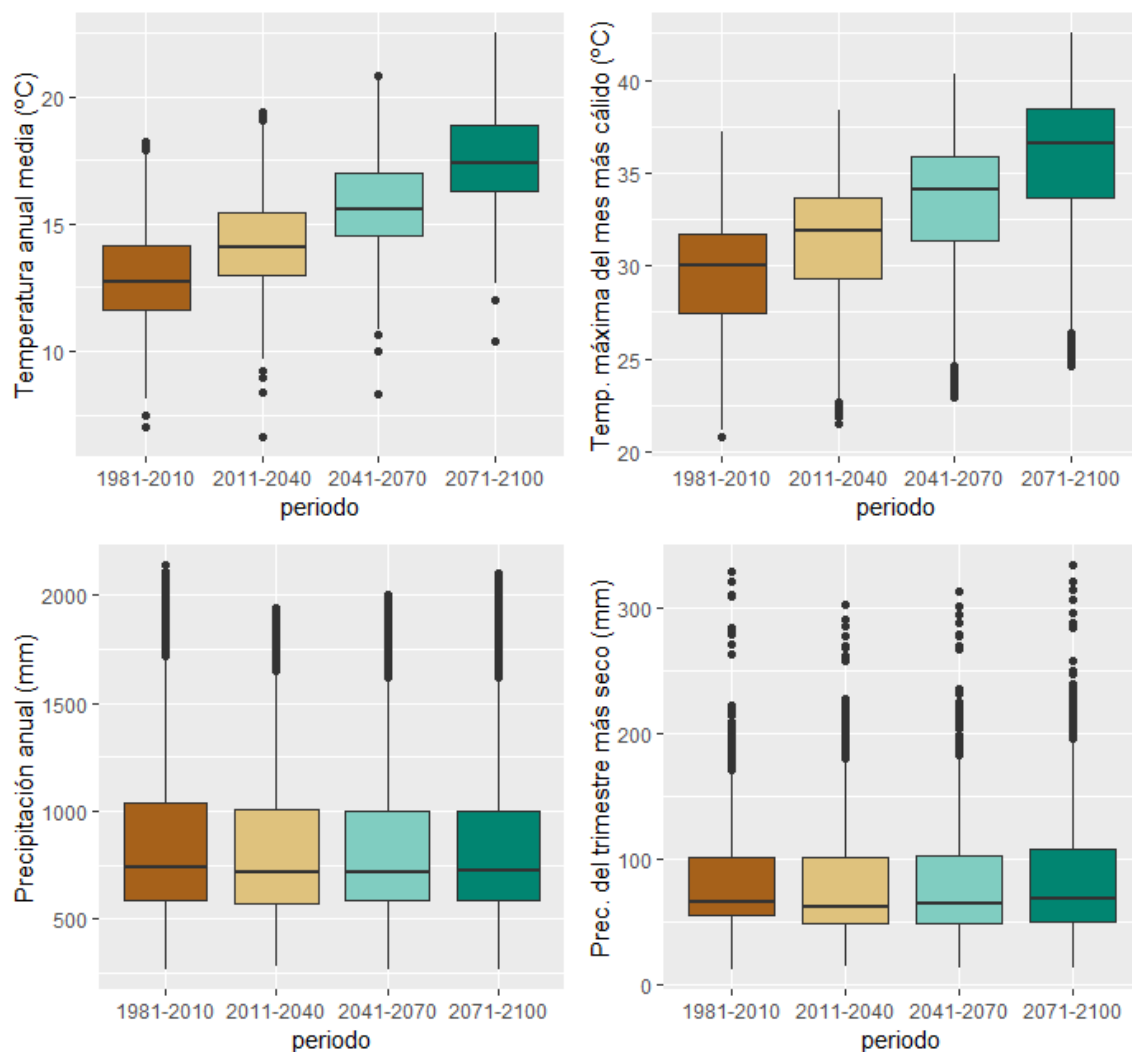 Temperatura anual media (ºC)
20
15
10
1981-2010 2011-2040 2041-2070 2071-2100
periodo
Temp. máxima del mes más cálido (ºC)
40
35
30
25
20
1981-2010 2011-2040 2041-2070 2071-2100
periodo
Precipitación anual (mm)
2000
1500
1000
500
1981-2010 2011-2040 2041-2070 2071-2100
periodo
Prec. del trimestre más seco (mm)
300
200
100
0
1981-2010 2011-2040 2041-2070 2071-2100
periodo